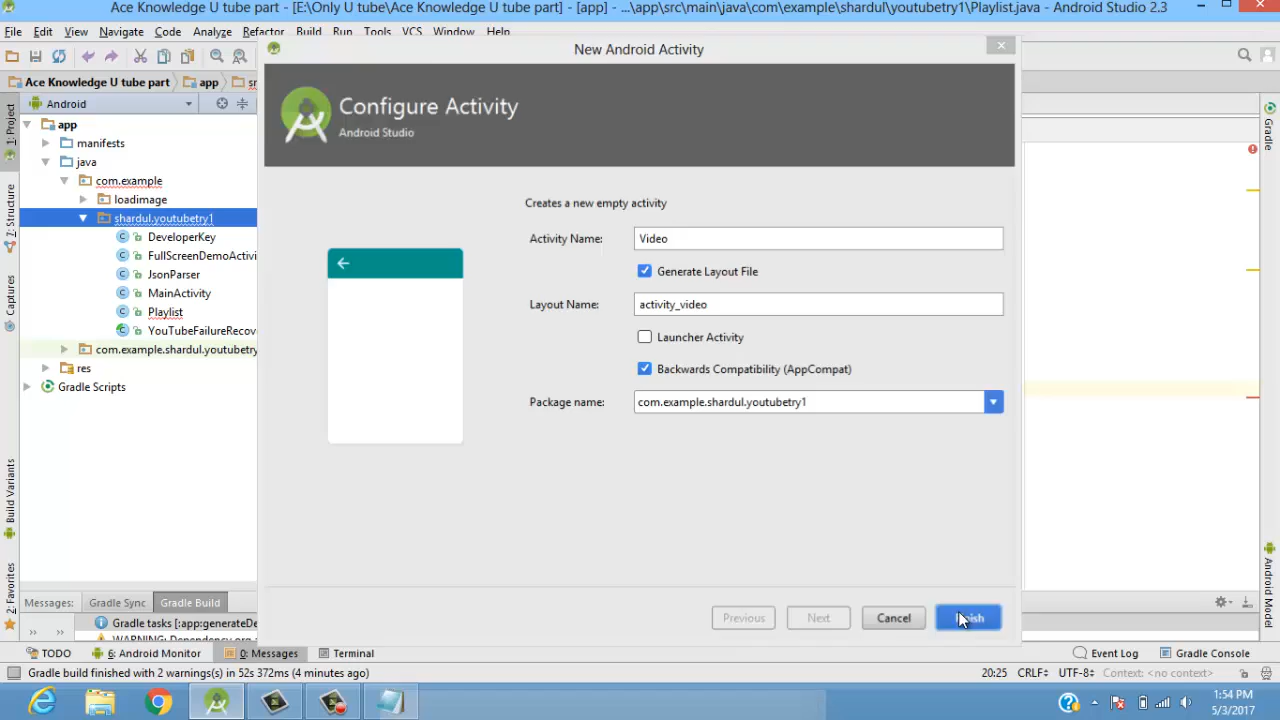 Ace Knowledge U tube part - [E:\Only U tube\Ace Knowledge U tube part] - [app] - ...\app\src\main\java\com\example\shardul\youtubetry1\Playlist.java - Android Studio 2.3
File Edit View Navigate Code Analyze Refactor Build Run Tools VCS Window Help
New Android Activity
Ace Knowledge U tube part app
Configure Activity
Android Studio
Android
1: Project
app
manifests
java
com.example
loadimage
shardul.youtubetry1
DeveloperKey
FullScreenDemoActivi
JsonParser
MainActivity
Playlist
YouTubeFailureRecov
com.example.shardul.youtubetry
res
Gradle Scripts
7: Structure
Captures
Build Variants
2: Favorites
Gradle
Android Model
Creates a new empty activity
Activity Name: Video
Generate Layout File
Layout Name: activity_video
Launcher Activity
Backwards Compatibility (AppCompat)
Package name: com.example.shardul.youtubetry1
Previous Next Cancel
Messages: Gradle Sync Gradle Build
Gradle tasks [:app:generateDe
WARNING: Dependency org.a
TODO 6: Android Monitor 0: Messages Terminal Event Log Gradle Console
Gradle build finished with 2 warning(s) in 52s 372ms (4 minutes ago) 20:25 CRLF UTF-8 Context: <no context>
1:54 PM
5/3/2017